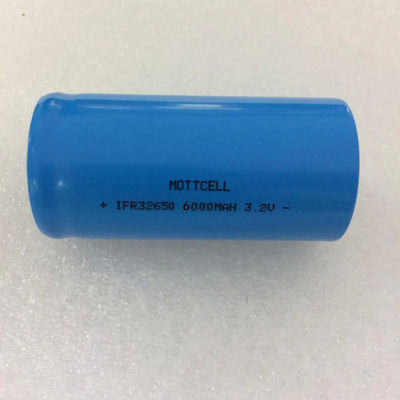 MOTTCELL
+ IFR32650 6000MAH 3.2V -